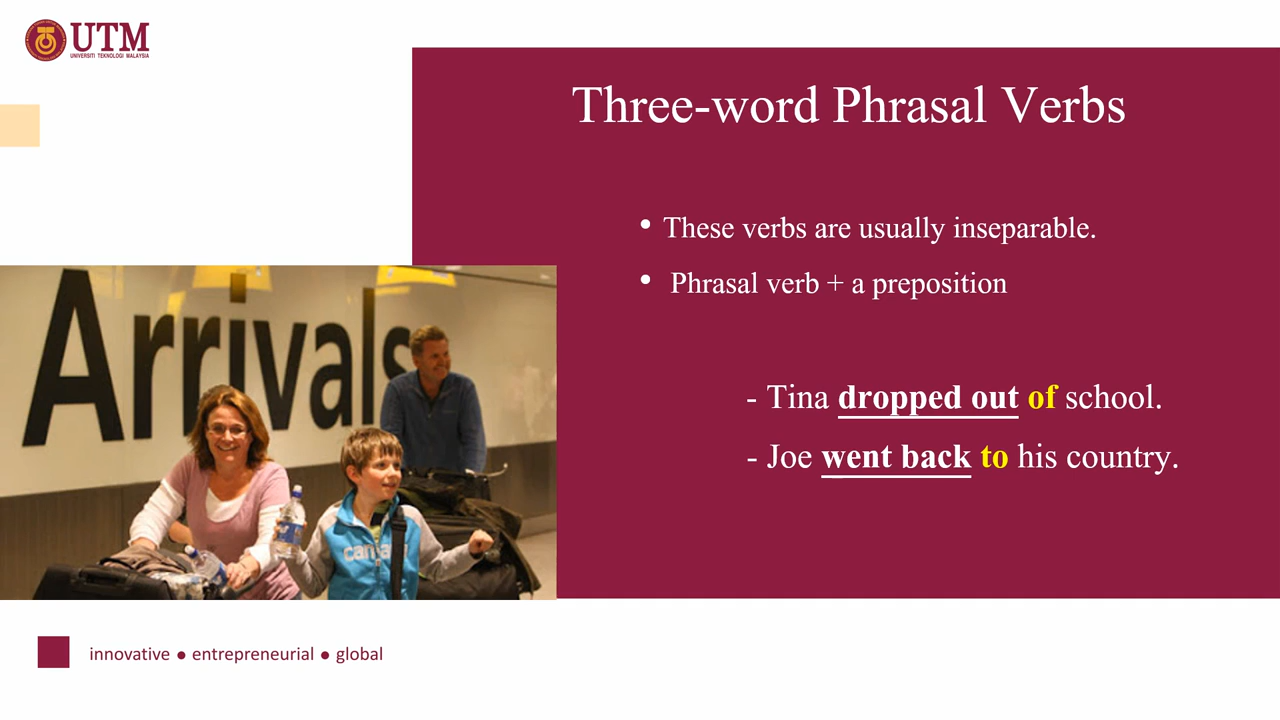 UTM
UNIVERSITI TEKNOLOGI MALAYSIA
Three-word Phrasal Verbs
• These verbs are usually inseparable.
• Phrasal verb + a preposition
Arrivals
- Tina dropped out of school.
- Joe went back to his country.
innovative ● entrepreneurial ● global